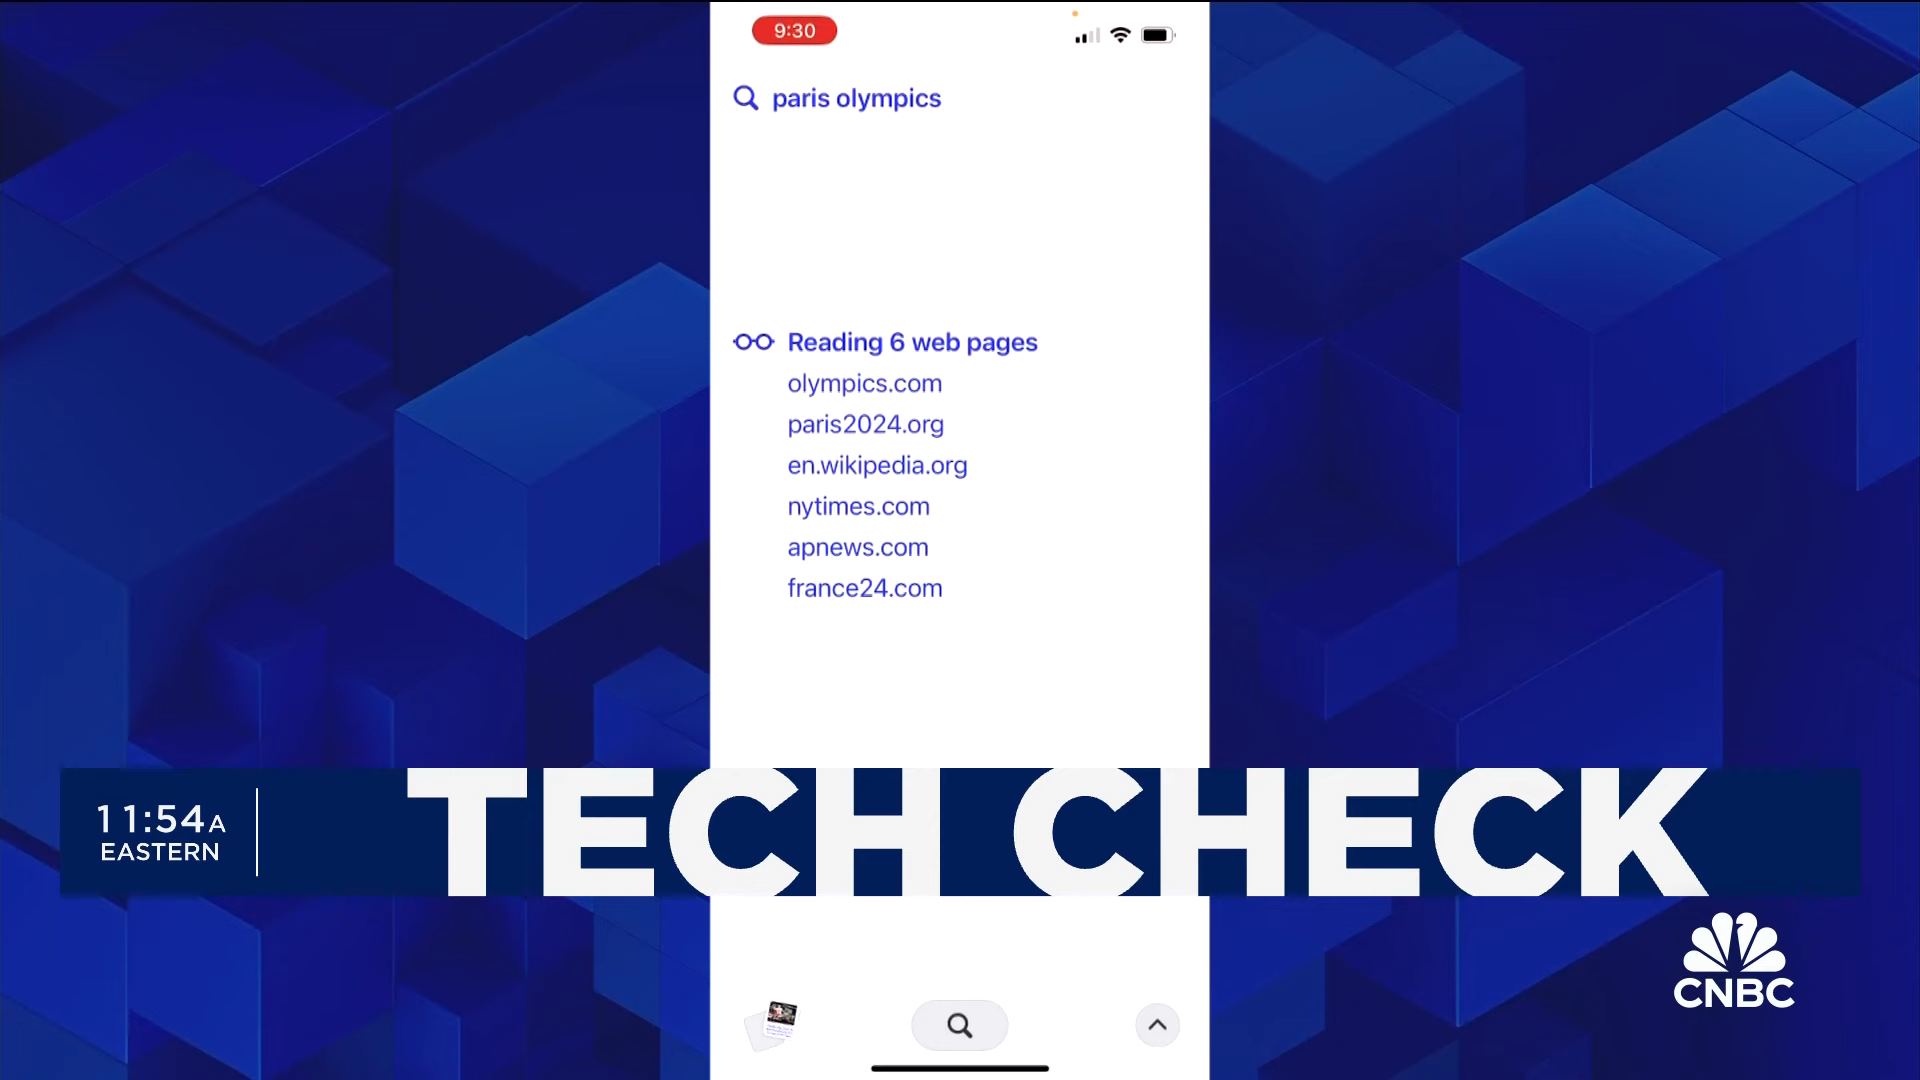 9:30
paris olympics
Reading 6 web pages
olympics.com
paris2024.org
en.wikipedia.org
nytimes.com
apnews.com
france24.com
11:54A
EASTERN
TECH CHECK
CNBC